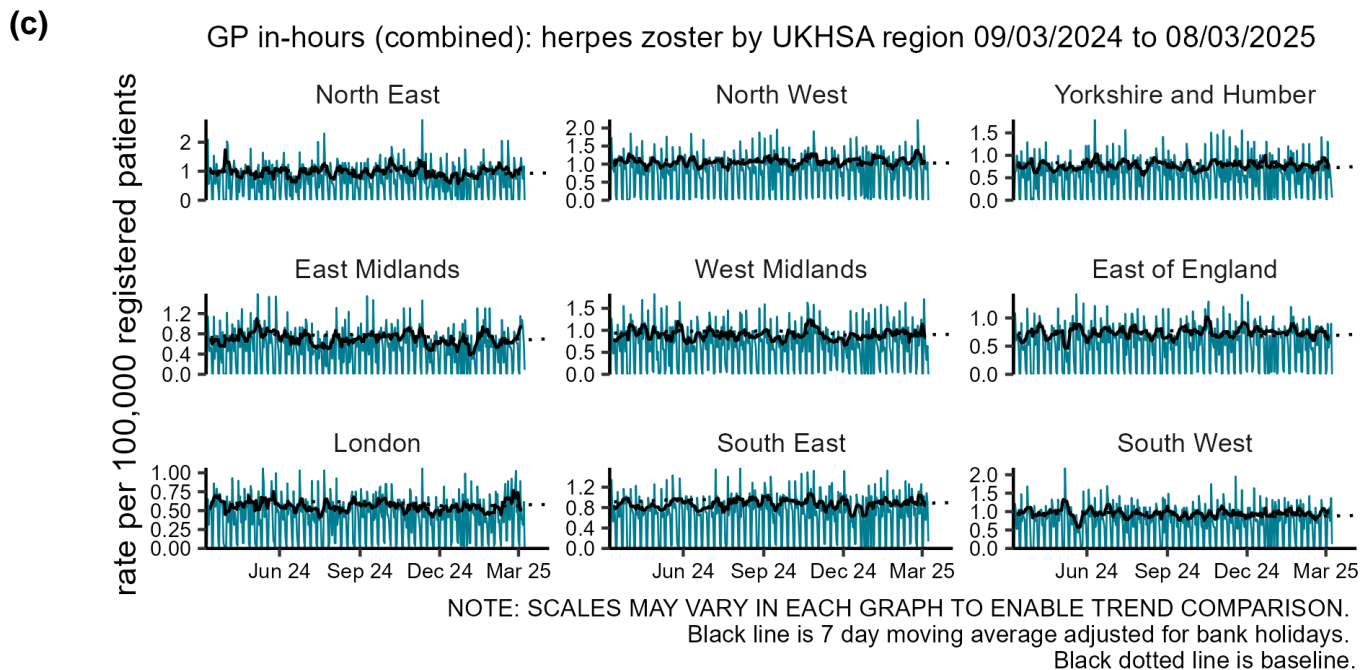 (c)
GP in-hours (combined): herpes zoster by UKHSA region 09/03/2024 to 08/03/2025
rate per 100,000 registered patients
North East
2
1
0
North West
2.0
1.5
1.0
0.5
0.0
Yorkshire and Humber
1.5
1.0
0.5
0.0
East Midlands
1.2
0.8
0.4
0.0
West Midlands
1.5
1.0
0.5
0.0
East of England
1.0
0.5
0.0
London
1.00
0.75
0.50
0.25
0.00
Jun 24 Sep 24 Dec 24 Mar 25
South East
1.2
0.8
0.4
0.0
Jun 24 Sep 24 Dec 24 Mar 25
South West
2.0
1.5
1.0
0.5
0.0
Jun 24 Sep 24 Dec 24 Mar 25
NOTE: SCALES MAY VARY IN EACH GRAPH TO ENABLE TREND COMPARISON.
Black line is 7 day moving average adjusted for bank holidays.
Black dotted line is baseline.